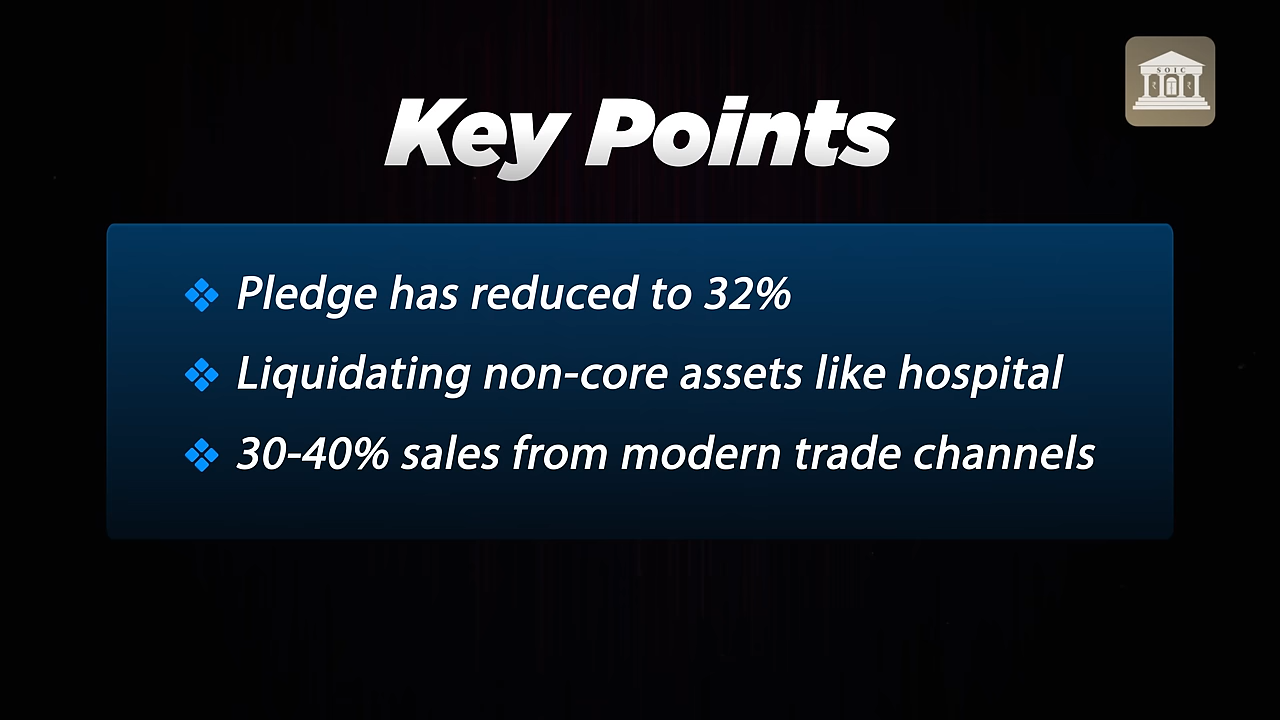 SOIC
Key Points
Pledge has reduced to 32%
Liquidating non-core assets like hospital
30-40% sales from modern trade channels